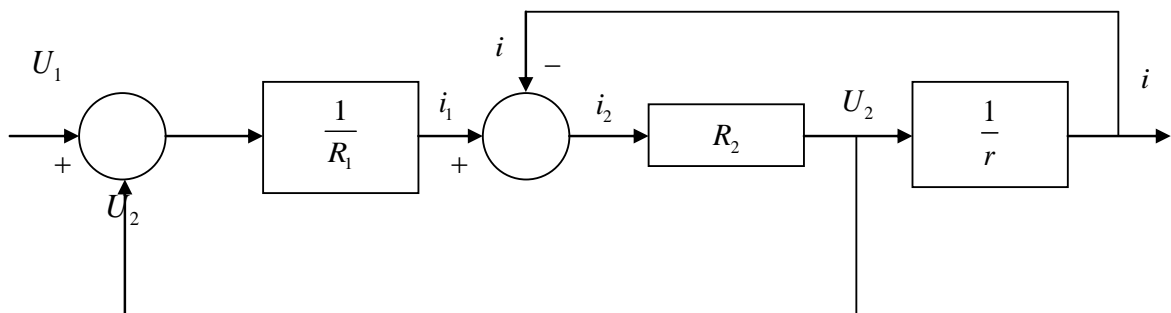 i
−
U₁
i₁
i₂
U₂
i
1/R₁
R₂
1/r
+
+
U₂